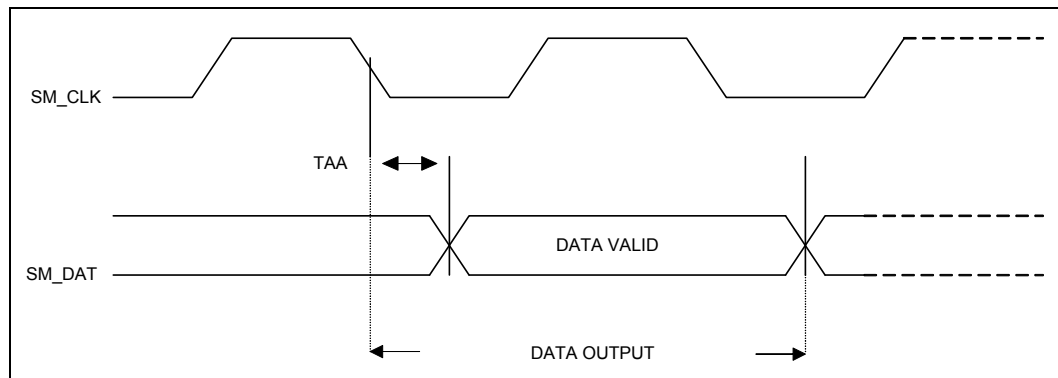 SM_CLK
TAA
DATA VALID
SM_DAT
DATA OUTPUT